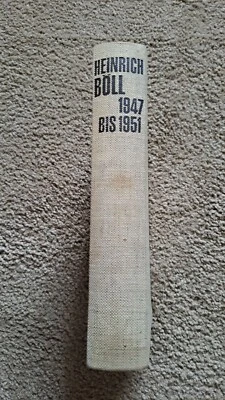 HEINRICH
BÖLL
1947
BIS 1951